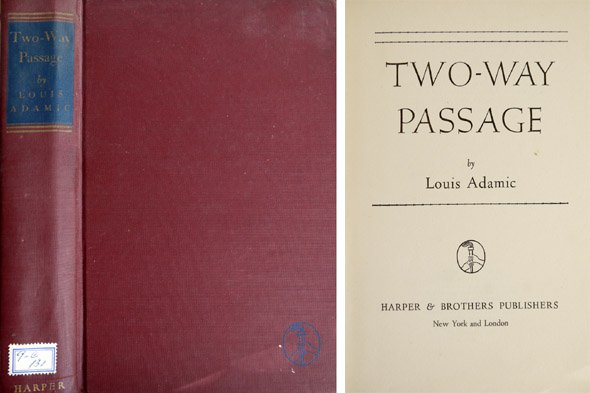 Two-Way
Passage
by
LOUIS
ADAMIC
HARPER
TWO-WAY
PASSAGE
by
Louis Adamic
HARPER & BROTHERS PUBLISHERS
New York and London